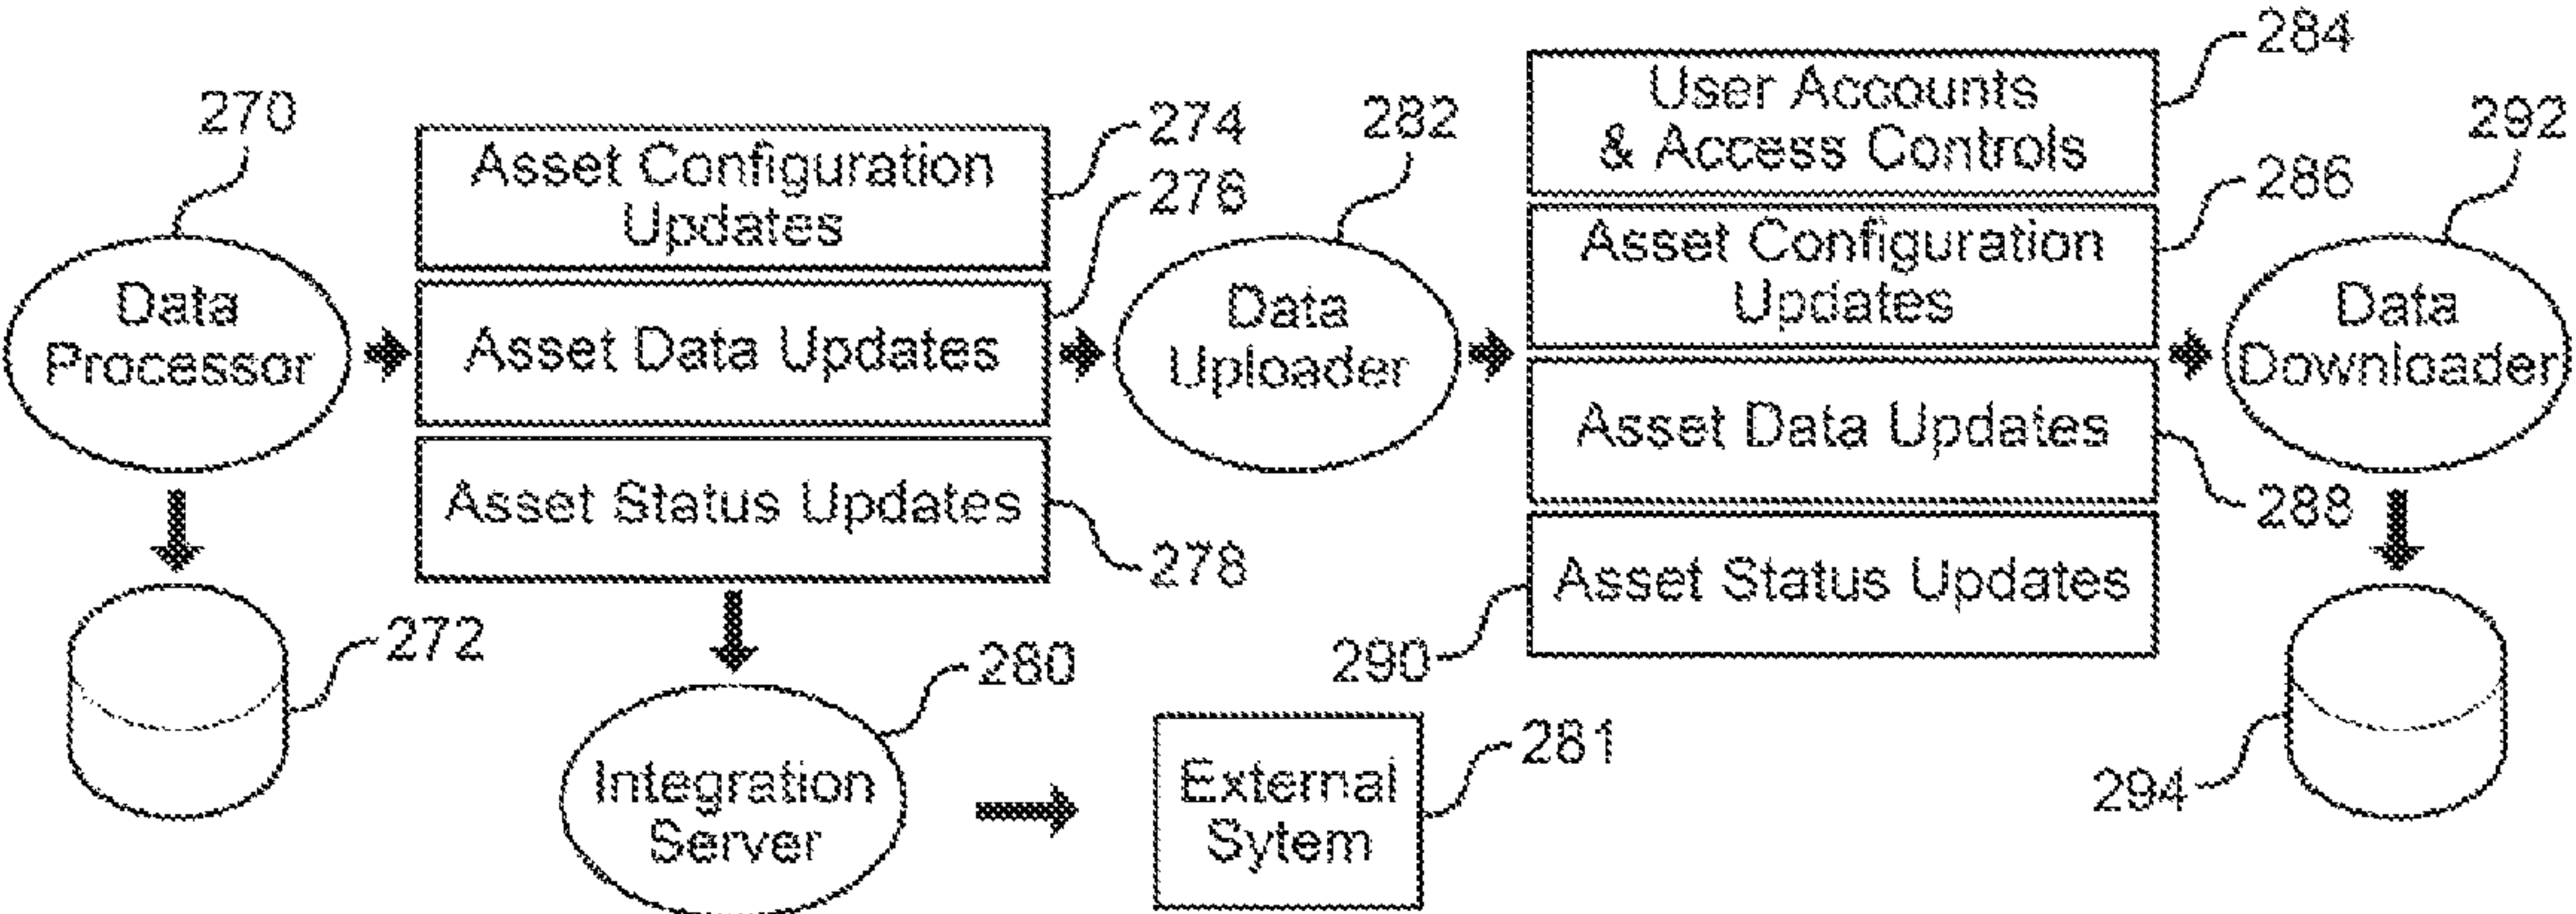 270
Data
Processor
272
Asset Configuration
Updates
274
Asset Data Updates
276
Asset Status Updates
278
Integration
Server
280
External
Sytem
281
Data
Uploader
282
User Accounts
& Access Controls
284
Asset Configuration
Updates
286
Asset Data Updates
288
Asset Status Updates
290
Data
Downloader
292
294